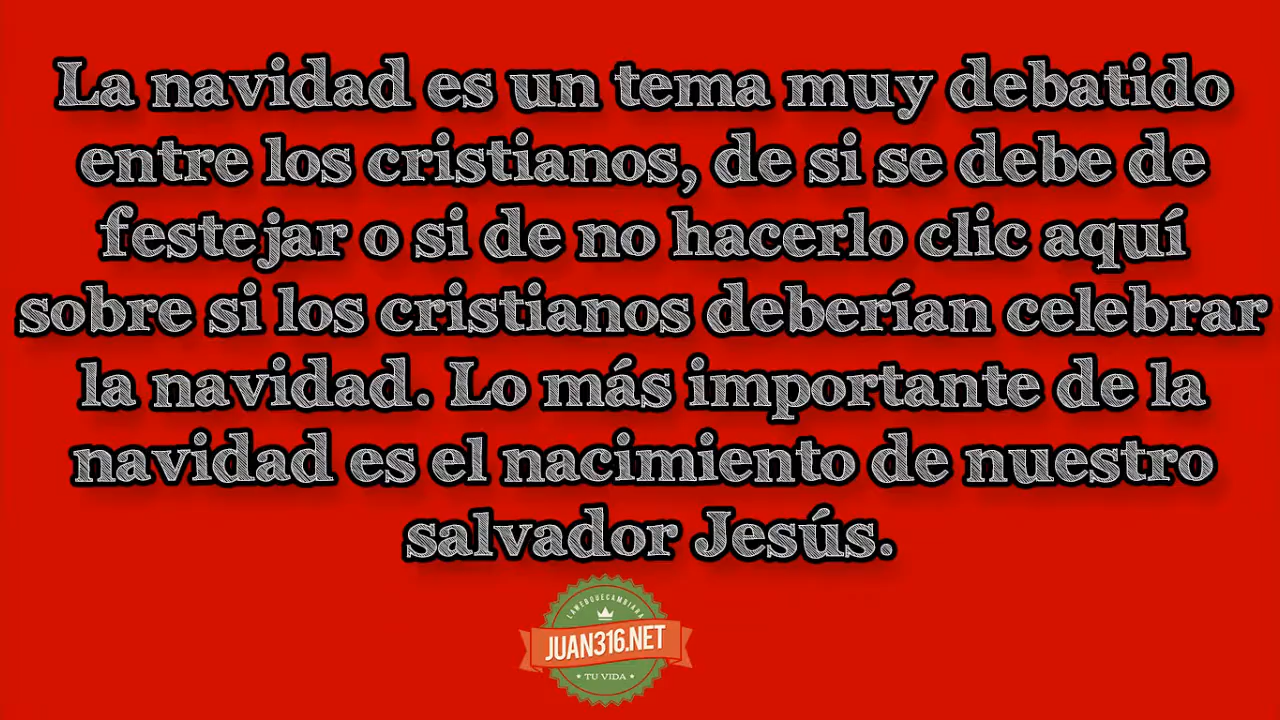 La navidad es un tema muy debatido
entre los cristianos, de si se debe de
festejar o si de no hacerlo clic aquí
sobre si los cristianos deberían celebrar
la navidad. Lo más importante de la
navidad es el nacimiento de nuestro
salvador Jesús.
LAWEBQUECAMBIARA
JUAN316.NET
* TU VIDA *